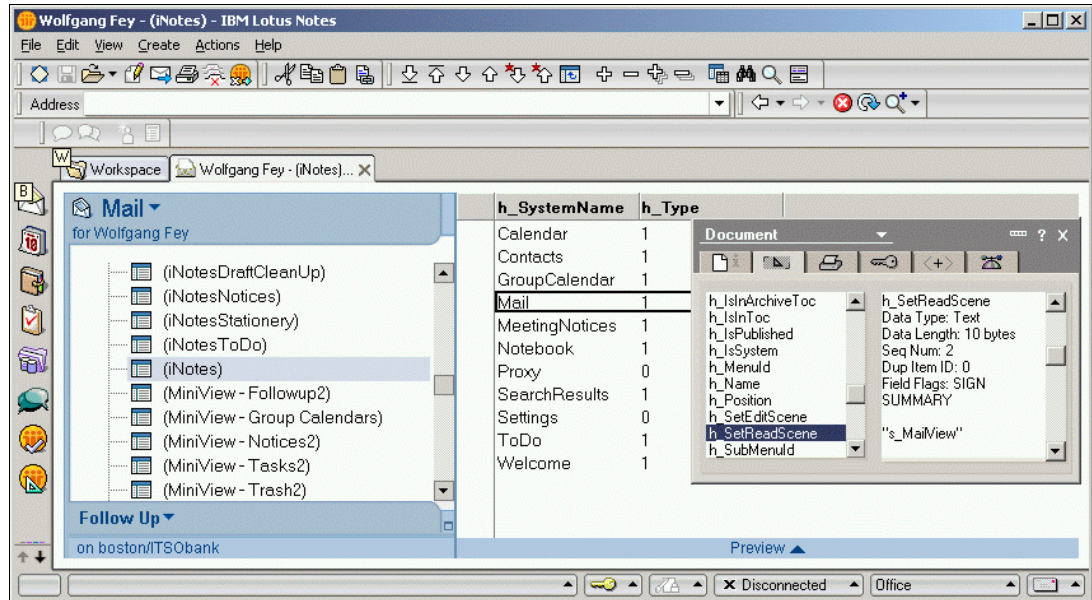 Wolfgang Fey - (iNotes) - IBM Lotus Notes
File Edit View Create Actions Help
Address
W
Workspace
Wolfgang Fey - (iNotes)...
B
Mail
for Wolfgang Fey
(iNotesDraftCleanUp)
(iNotesNotices)
(iNotesStationery)
(iNotesToDo)
(iNotes)
(MiniView - Followup2)
(MiniView - Group Calendars)
(MiniView - Notices2)
(MiniView - Tasks2)
(MiniView - Trash2)
Follow Up
on boston/ITSObank
h_SystemName h_Type
Calendar 1
Contacts 1
GroupCalendar 1
Mail 1
MeetingNotices 1
Notebook 1
Proxy 0
SearchResults 1
Settings 0
ToDo 1
Welcome 1
Document ?
<+>
h_IsInArchiveToc
h_IsInToc
h_IsPublished
h_IsSystem
h_MenuId
h_Name
h_Position
h_SetEditScene
h_SetReadScene
h_SubMenuId
h_SetReadScene
Data Type: Text
Data Length: 10 bytes
Seq Num: 2
Dup Item ID: 0
Field Flags: SIGN
SUMMARY
"s_MailView"
Preview
Disconnected
Office